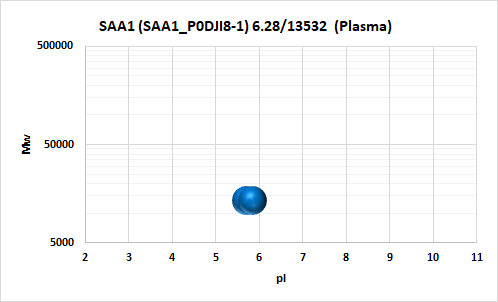 SAA1 (SAA1_P0DJI8-1) 6.28/13532 (Plasma)
500000
50000
5000
Mw
2 3 4 5 6 7 8 9 10 11
pI